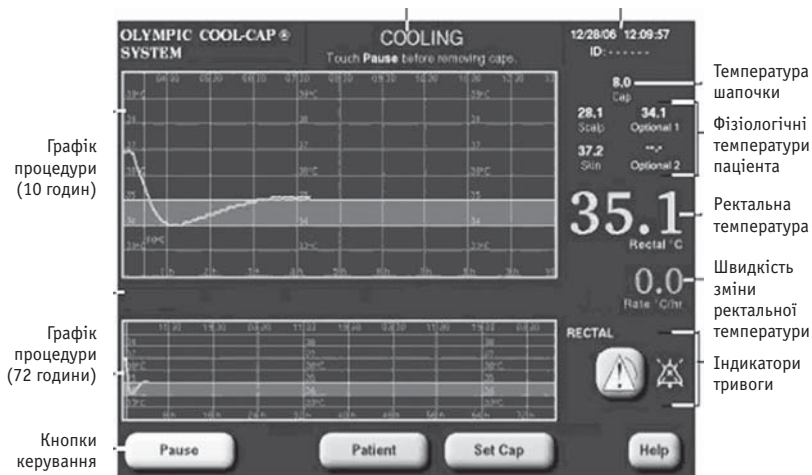 OLYMPIC COOL-CAP ®
SYSTEM
COOLING
Touch Pause before removing caps.
12/28/06 12:09:57
ID: - - - - - -
8.0
Cap
28.1 34.1
Scalp Optional 1
37.2 --.-
Skin Optional 2
35.1
Rectal °C
0.0
Rate °C/hr
RECTAL
Pause
Patient
Set Cap
Help
Графік
процедури
(10 годин)
Графік
процедури
(72 години)
Кнопки
керування
Температура
шапочки
Фізіологічні
температури
пацієнта
Ректальна
температура
Швидкість
зміни
ректальної
температури
Індикатори
тривоги